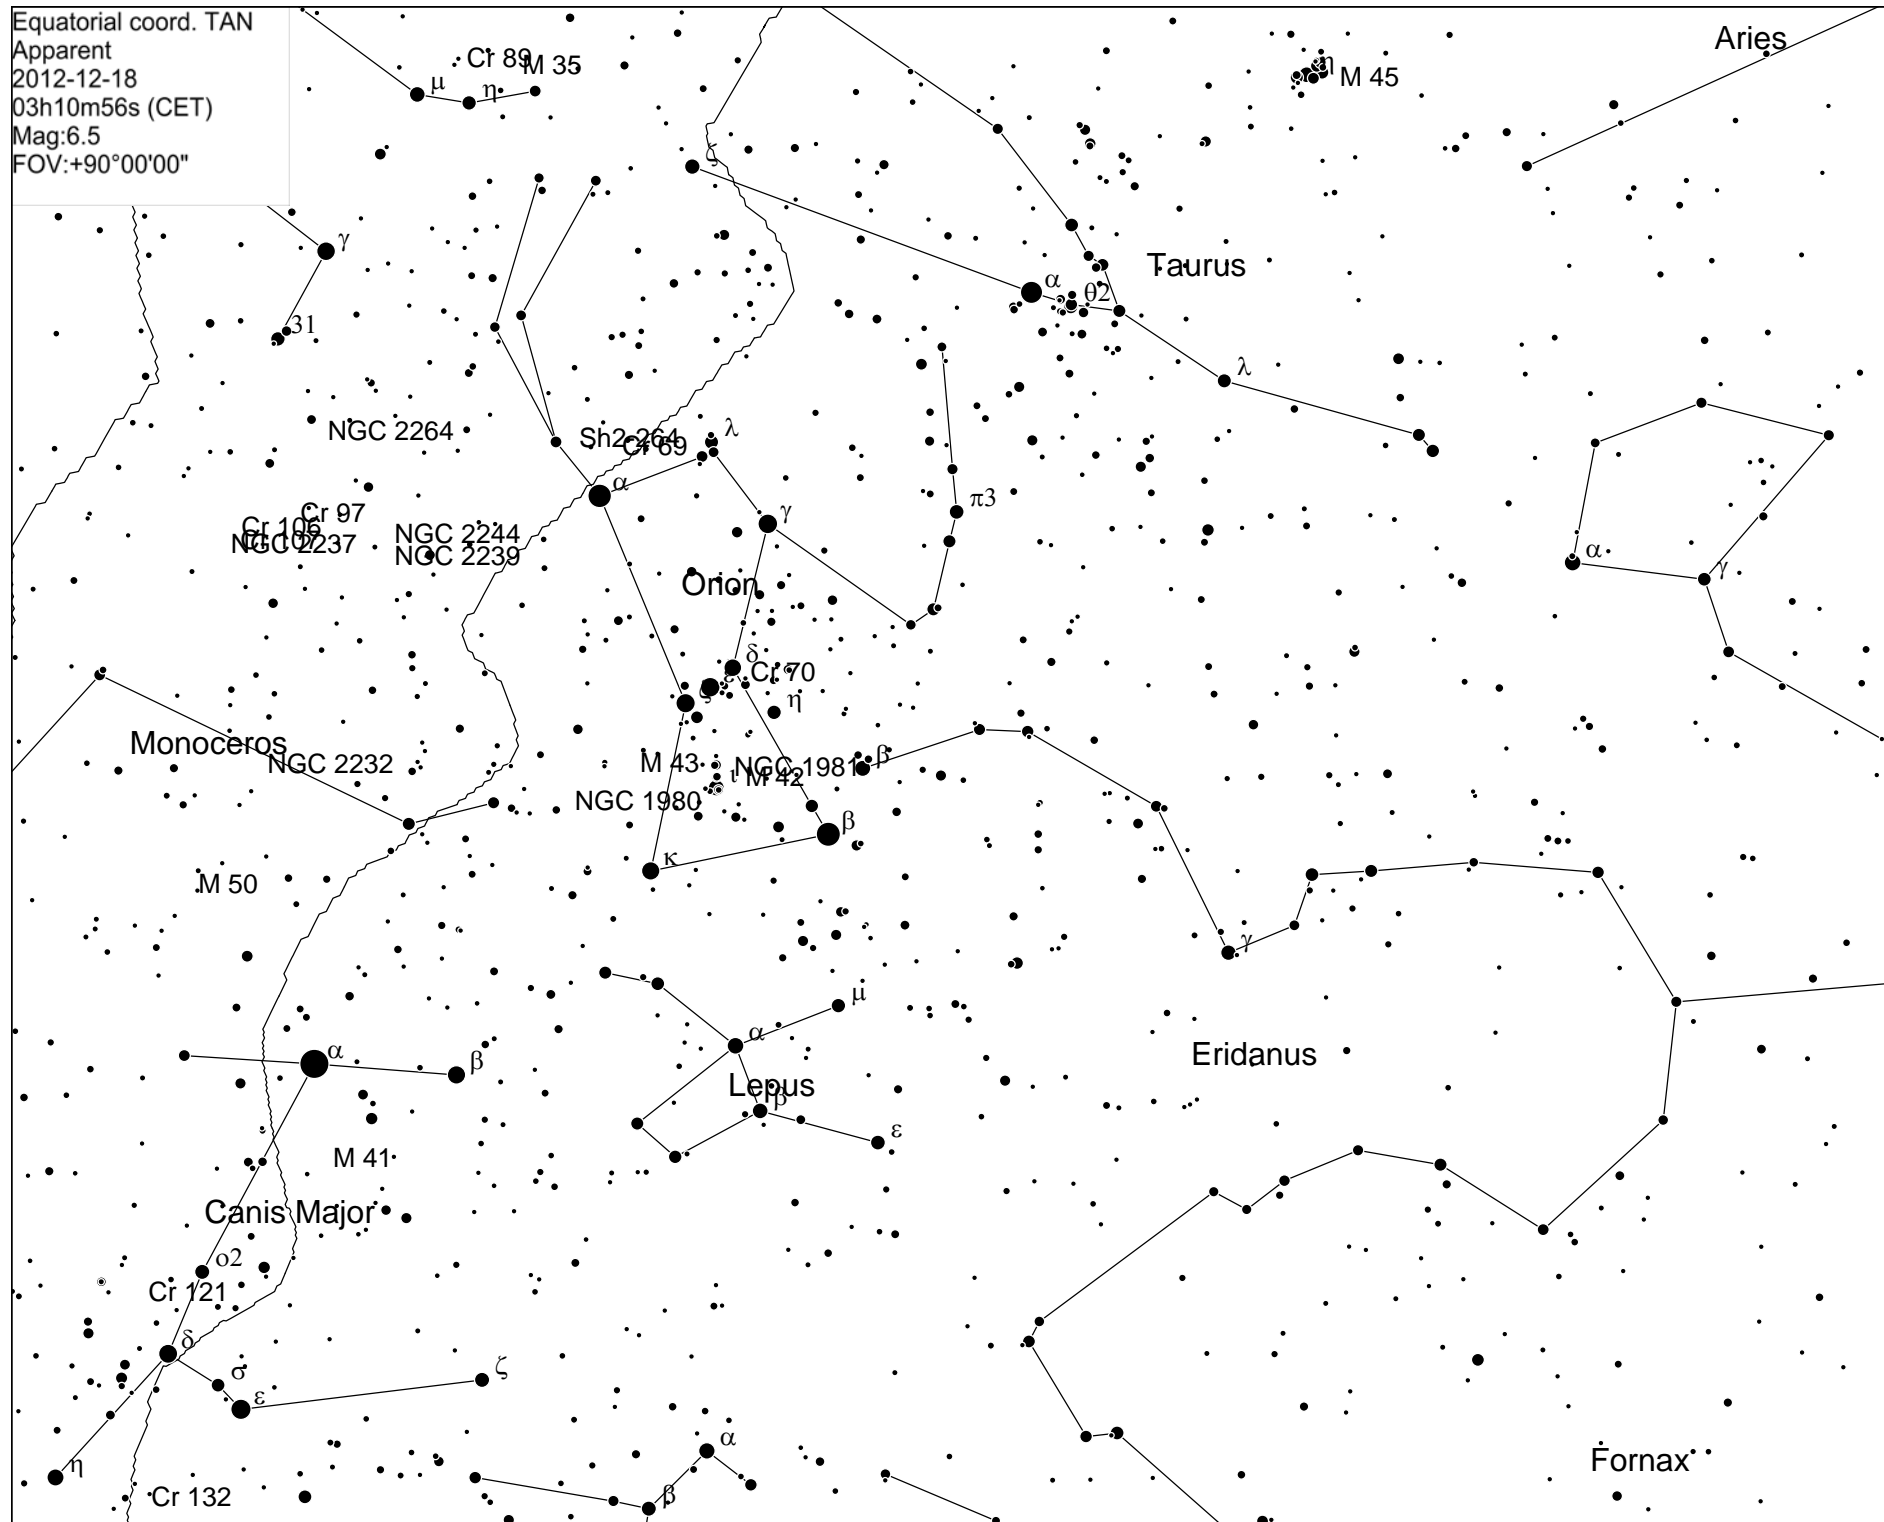 Equatorial coord. TAN
Apparent
2012-12-18
03h10m56s (CET)
Mag:6.5
FOV:+90°00'00"
Aries
Cr 89
M 35
η
M 45
μ
η
ζ
γ
Taurus
α
θ2
31
λ
NGC 2264
Sh2-264
Cr 69
λ
α
π3
γ
Cr 97
Cr 106
Cr 107
NGC 2237
NGC 2244
NGC 2239
α
γ
Orion
δ
ε
Cr 70
ζ
η
Monoceros
NGC 2232
M 43
NGC 1981
β
ι
M 42
NGC 1980
β
κ
M 50
γ
μ
α
α
β
Eridanus
Lepus
β
ε
M 41
Canis Major
ο2
Cr 121
δ
σ
ε
ζ
α
η
Cr 132
β
Fornax